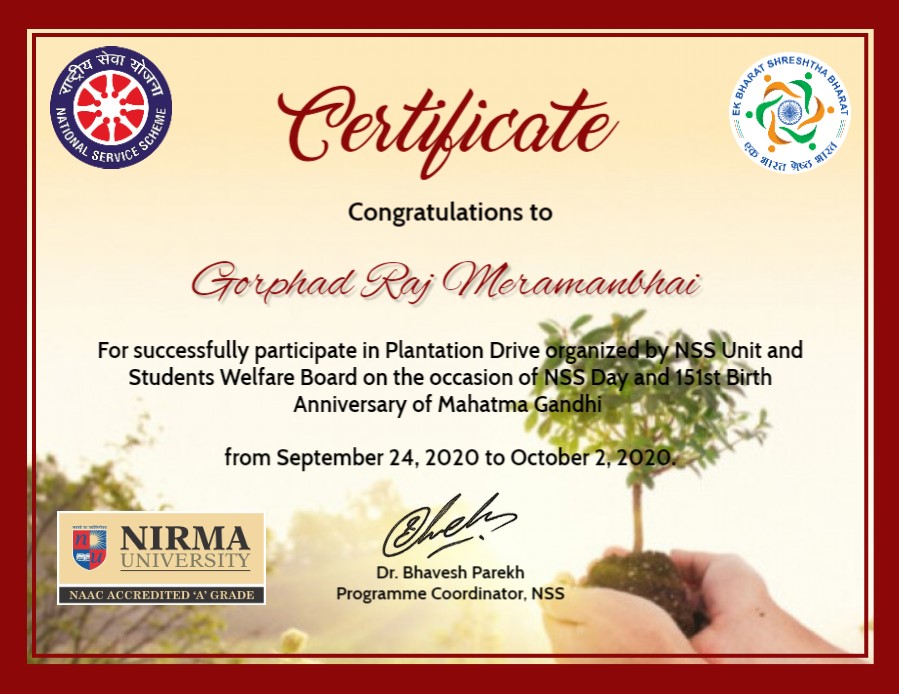 राष्ट्रीय सेवा योजना
NATIONAL SERVICE SCHEME
EK BHARAT SHRESHTHA BHARAT
एक भारत श्रेष्ठ भारत
Certificate
Congratulations to
Gorphad Raj Meramanbhai
For successfully participate in Plantation Drive organized by NSS Unit and
Students Welfare Board on the occasion of NSS Day and 151st Birth
Anniversary of Mahatma Gandhi
from September 24, 2020 to October 2, 2020.
NIRMA
UNIVERSITY
NAAC ACCREDITED 'A' GRADE
Dr. Bhavesh Parekh
Programme Coordinator, NSS